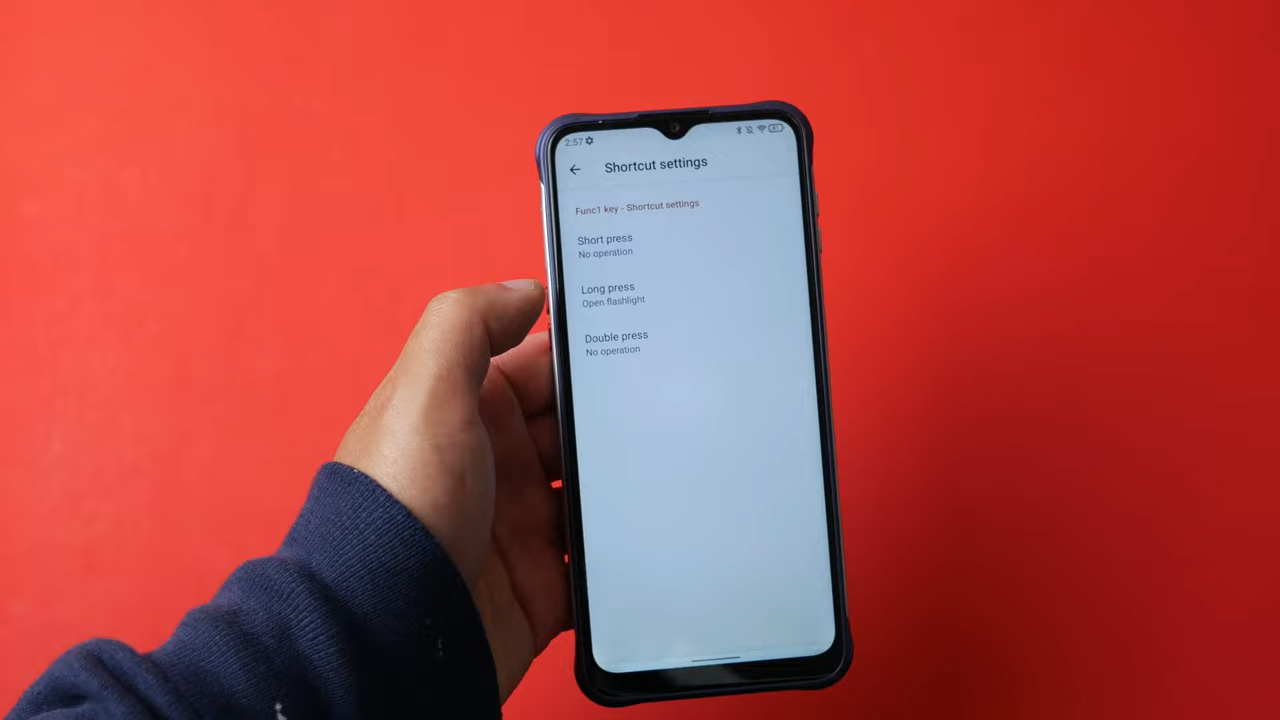 2:57
41
Shortcut settings
Func1 key - Shortcut settings
Short press
No operation
Long press
Open flashlight
Double press
No operation